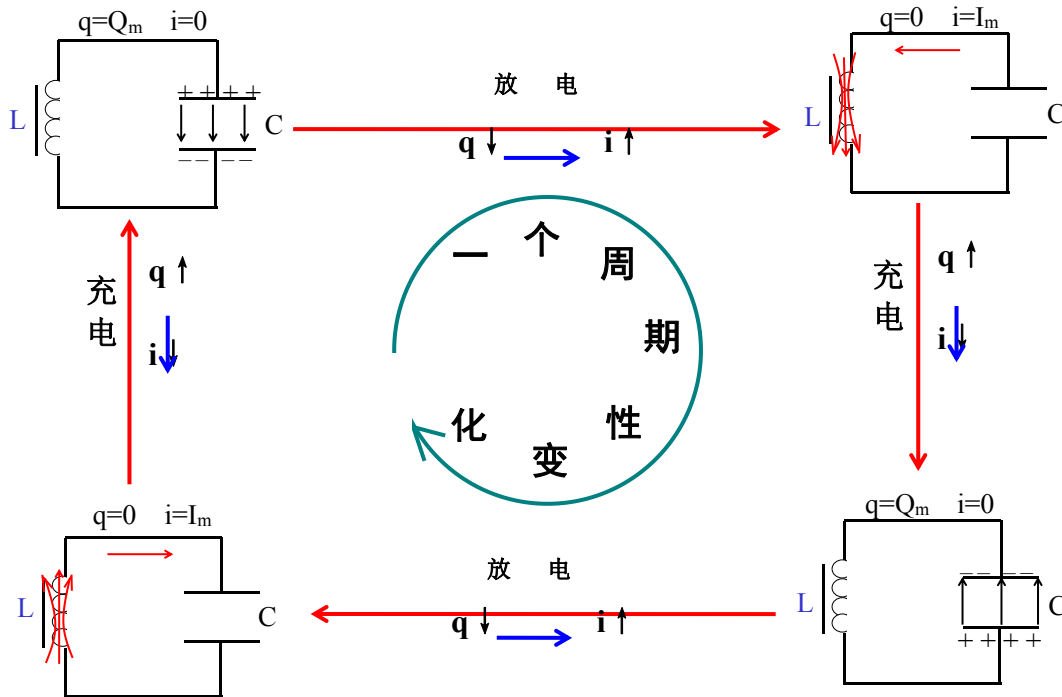 q=Qₘ i=0
L
++++
----
C
放 电
q↓ i↑
q=0 i=Iₘ
L
C
充电
q↑
i↓
一个周期性变化
充电
q↑
i↓
q=0 i=Iₘ
L
C
放 电
q↓ i↑
q=Qₘ i=0
L
----
++++
C